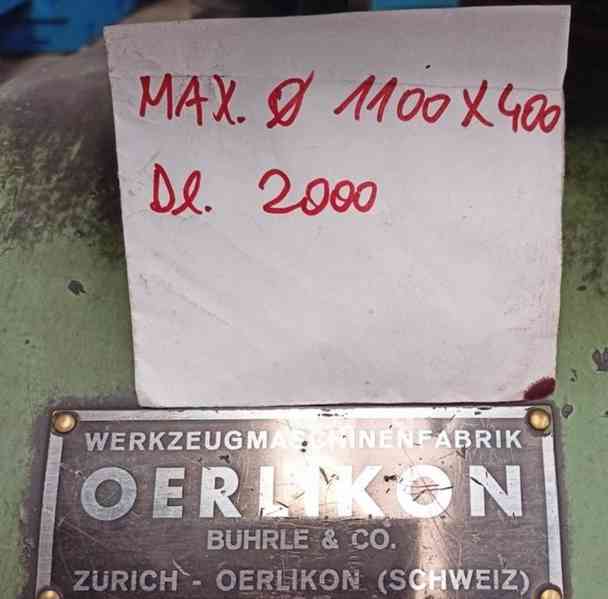 MAX. Ø 1100 X 400
Dl. 2000
WERKZEUGMASCHINENFABRIK
OERLIKON
BUHRLE & CO.
ZÜRICH - OERLIKON (SCHWEIZ)